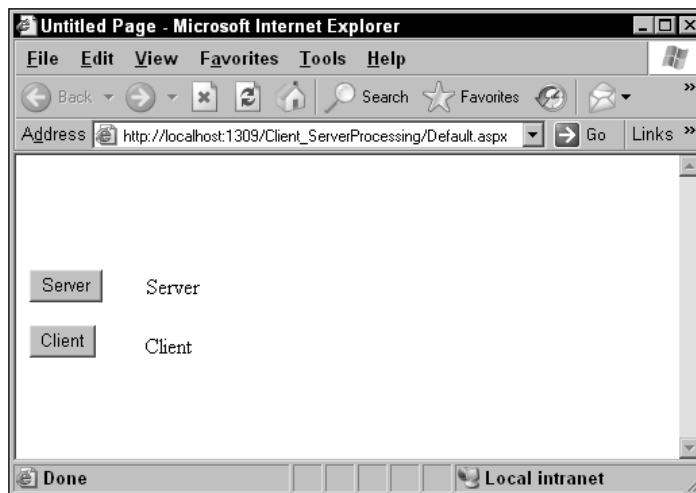 Untitled Page - Microsoft Internet Explorer
File Edit View Favorites Tools Help
Back Search Favorites »
Address http://localhost:1309/Client_ServerProcessing/Default.aspx Go Links »
Server Server
Client Client
Done Local intranet